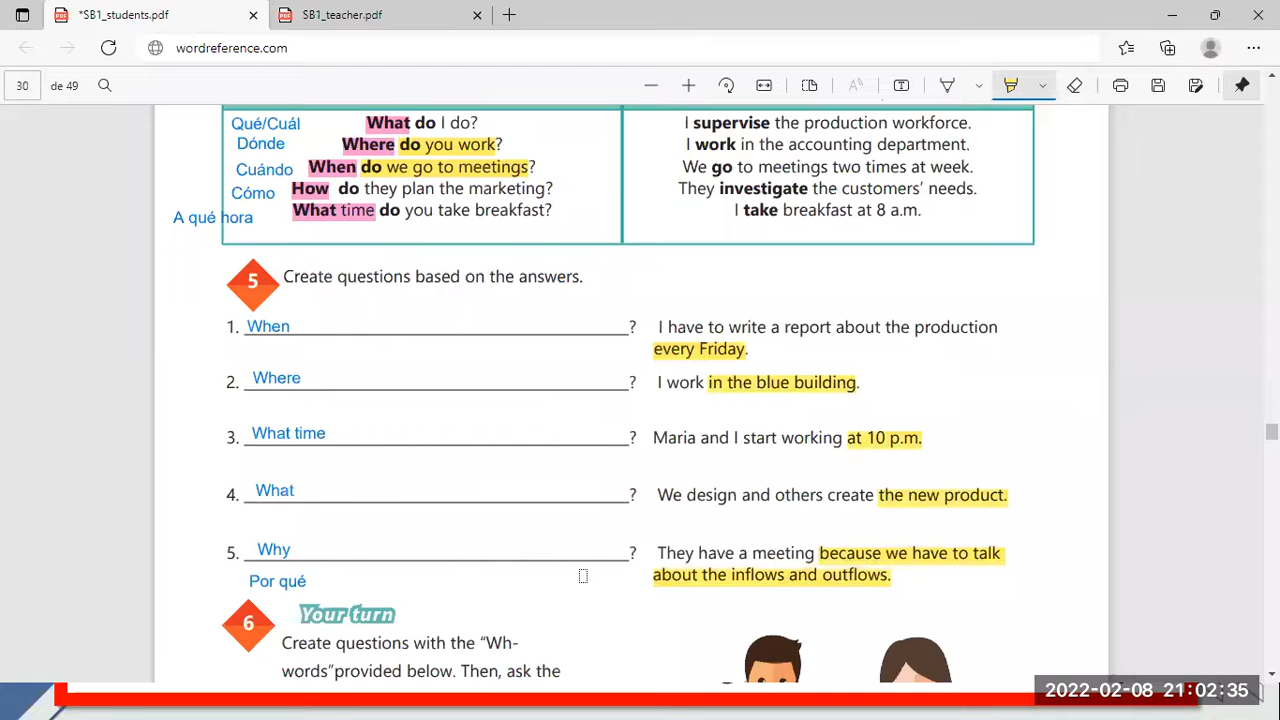 *SB1_students.pdf
SB1_teacher.pdf
wordreference.com
30 de 49
Qué/Cuál What do I do? I supervise the production workforce.
Dónde Where do you work? I work in the accounting department.
Cuándo When do we go to meetings? We go to meetings two times at week.
Cómo How do they plan the marketing? They investigate the customers' needs.
A qué hora What time do you take breakfast? I take breakfast at 8 a.m.
5 Create questions based on the answers.
1. When ? I have to write a report about the production
every Friday.
2. Where ? I work in the blue building.
3. What time ? Maria and I start working at 10 p.m.
4. What ? We design and others create the new product.
5. Why ? They have a meeting because we have to talk
Por qué about the inflows and outflows.
6 Your turn
Create questions with the “Wh-
words”provided below. Then, ask the
2022-02-08 21:02:35